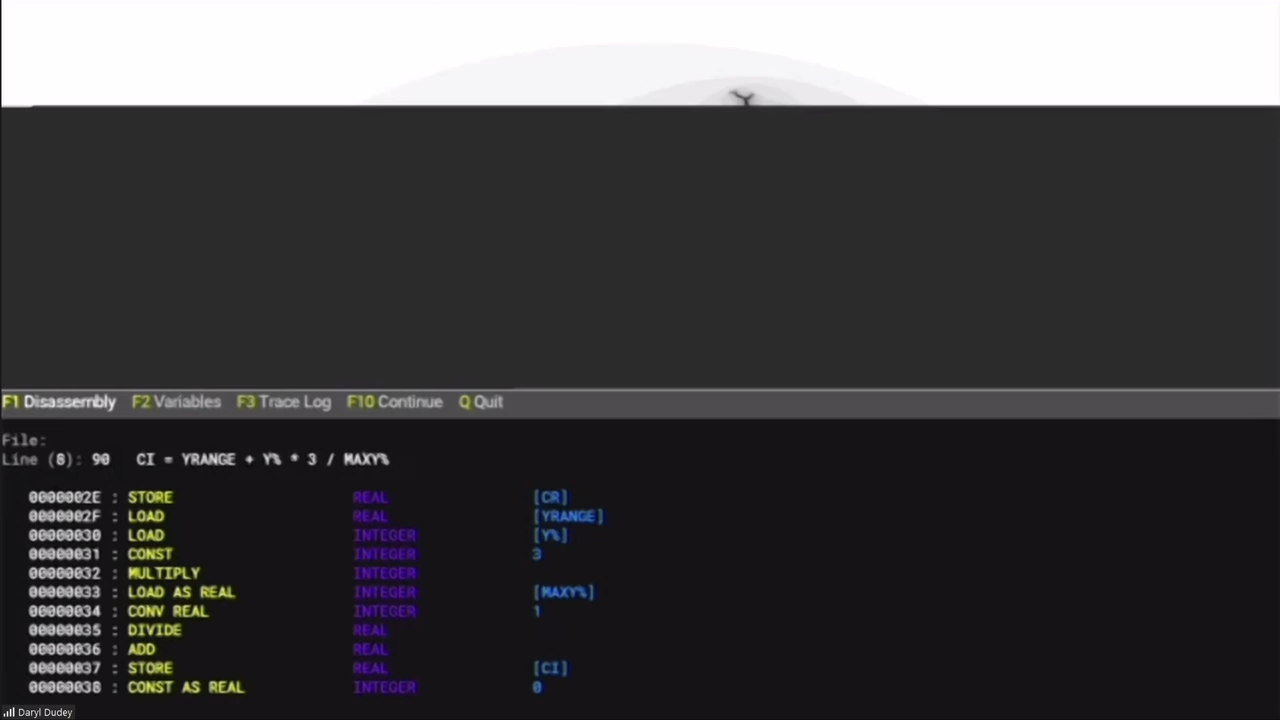 F1 Disassembly F2 Variables F3 Trace Log F10 Continue Q Quit
File:
Line (8): 90 CI = YRANGE + Y% * 3 / MAXY%
0000002E : STORE REAL [CR]
0000002F : LOAD REAL [YRANGE]
00000030 : LOAD INTEGER [Y%]
00000031 : CONST INTEGER 3
00000032 : MULTIPLY INTEGER
00000033 : LOAD AS REAL INTEGER [MAXY%]
00000034 : CONV REAL INTEGER 1
00000035 : DIVIDE REAL
00000036 : ADD REAL
00000037 : STORE REAL [CI]
00000038 : CONST AS REAL INTEGER 0
Daryl Dudey